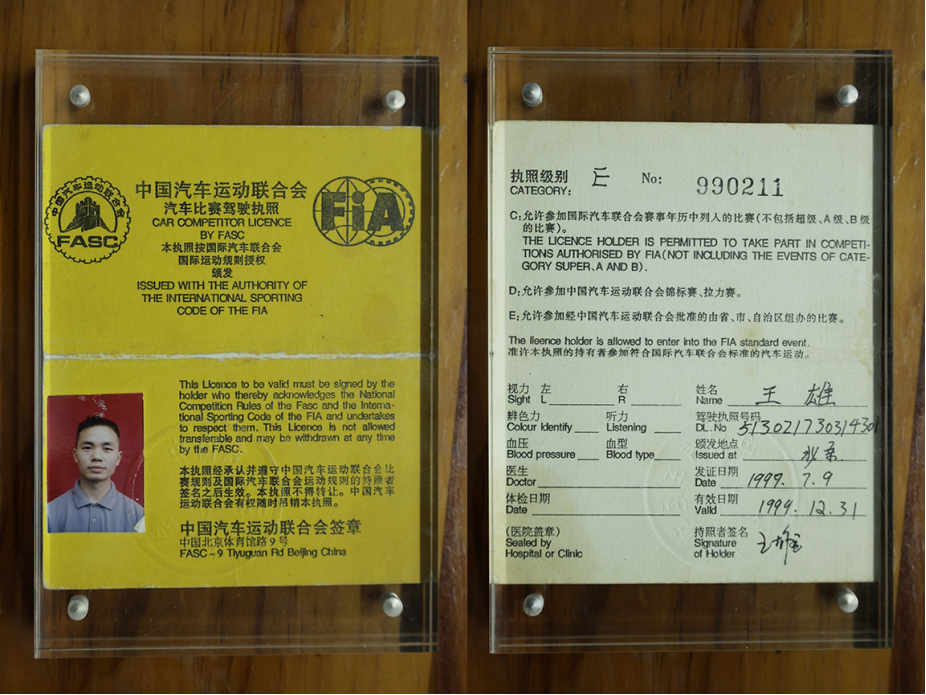 中国汽车运动联合会
FASC
中国汽车运动联合会
汽车比赛驾驶执照
CAR COMPETITOR LICENCE
BY FASC
本执照按国际汽车联合会
国际运动规则授权
颁发
ISSUED WITH THE AUTHORITY OF
THE INTERNATIONAL SPORTING
CODE OF THE FIA
FiA
This Licence to be valid must be signed by the
holder who thereby acknowledges the National
Competition Rules of the Fasc and the Interna-
tional Sporting Code of the FIA and undertakes
to respect them. This Licence is not allowed
transferable and may be withdrawn at any time
by the FASC.
本执照经承认并遵守中国汽车运动联合会比
赛规则及国际汽车联合会运动规则的持照者
签名之后生效。本执照不得转让。中国汽车
运动联合会有权随时吊销本执照。
中国汽车运动联合会签章
中国北京体育馆路9号
FASC-9 Tiyuguan Rd Beijing China
执照级别 E No: 990211
CATEGORY:
C:允许参加国际汽车联合会赛事年历中列入的比赛(不包括超级、A级、B级
的比赛)。
THE LICENCE HOLDER IS PERMITTED TO TAKE PART IN COMPETI-
TIONS AUTHORISED BY FIA(NOT INCLUDING THE EVENTS OF CATE-
GORY SUPER,A AND B).
D:允许参加中国汽车运动联合会锦标赛、拉力赛。
E:允许参加经中国汽车运动联合会批准的由省、市、自治区组办的比赛。
The lieence holder is allowed to enter into the FIA standard event.
准许本执照的持有者参加符合国际汽车联合会标准的汽车运动。
视力 左 右 姓名
Sight L R Name 王 雄
辨色力 听力 驾驶执照号码
Colour Identify Listening DL.No 513021730314301
血压 血型 颁发地点
Blood pressure Blood type Issued at
医生 发证日期
Doctor Date 1999.7.9
体检日期 有效日期
Date Valid 1999.12.31
(医院盖章) 持照者签名
Sealed by Signature
Hospital or Clinic of Holder 王雄